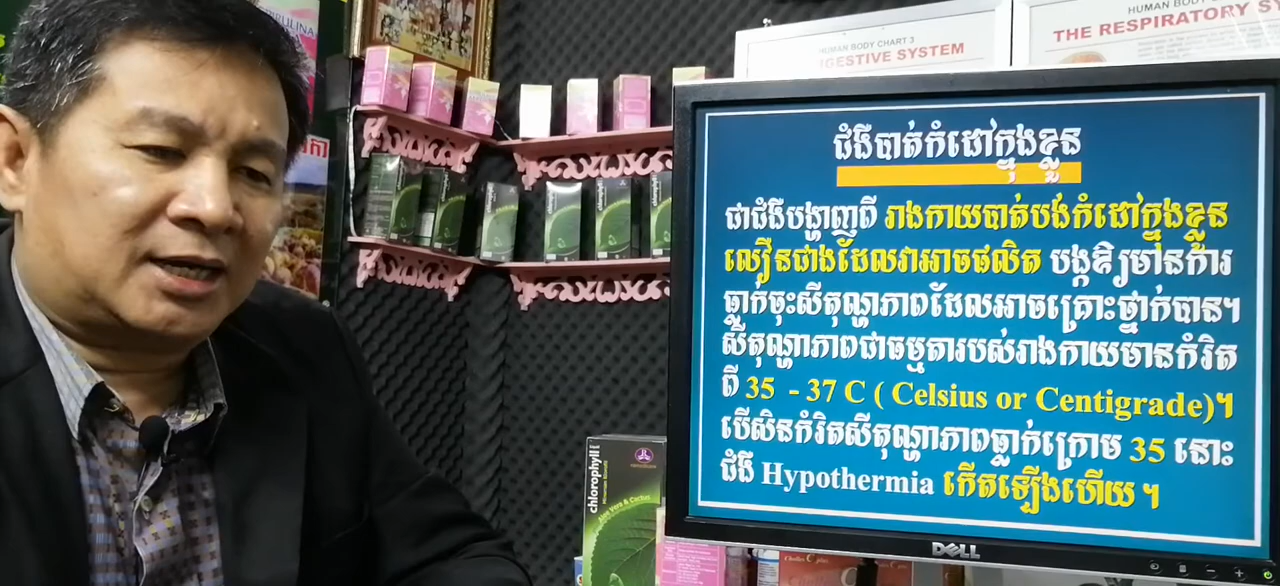 HUMAN BODY CHART 3
IGESTIVE SYSTEM
HUMAN BODY
THE RESPIRATORY SY
ជំងឺបាត់កំដៅក្នុងខ្លួន
ជាជំងឺបង្ហាញពី រាងកាយបាត់បង់កំដៅក្នុងខ្លួន
លឿនជាងដែលវាអាចផលិត បង្កឱ្យមានការ
ធ្លាក់ចុះសីតុណ្ហភាពដែលអាចគ្រោះថ្នាក់បាន។
សីតុណ្ហភាពជាធម្មតារបស់រាងកាយមានកំរិត
ពី 35 - 37 C ( Celsius or Centigrade)។
បើសិនកំរិតសីតុណ្ហភាពធ្លាក់ក្រោម 35 នោះ
ជំងឺ Hypothermia កើតឡើងហើយ ។
DELL
chlorophyll
Aloe Vera & Cactus